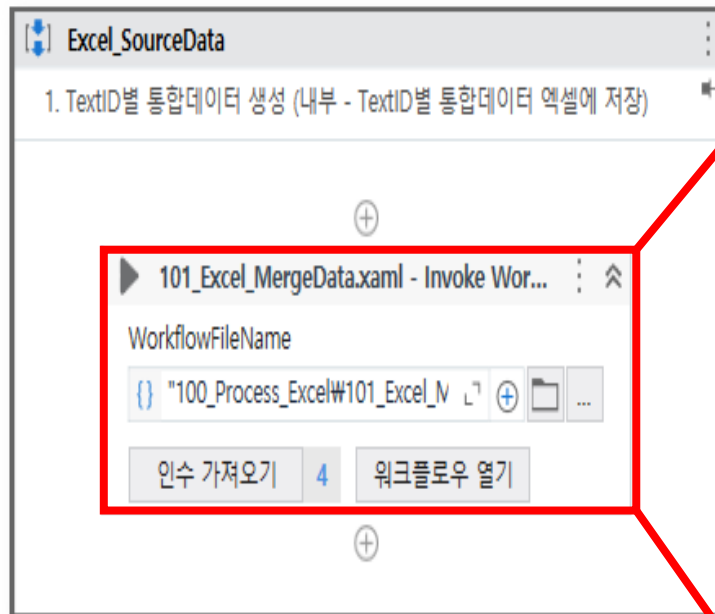 Excel_SourceData
1. TextID별 통합데이터 생성 (내부 - TextID별 통합데이터 엑셀에 저장)
101_Excel_MergeData.xaml - Invoke Wor...
WorkflowFileName
{} "100_Process_Excel₩101_Excel_M ...
인수 가져오기 4 워크플로우 열기